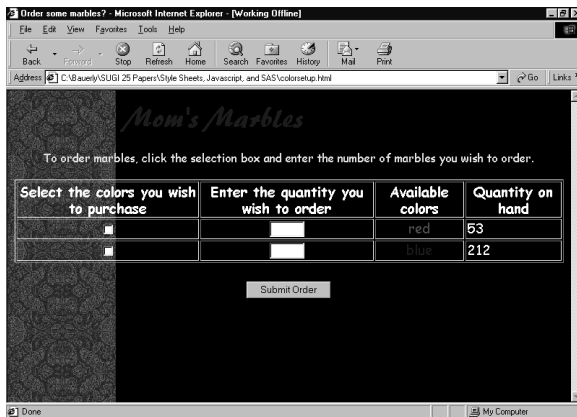 Order some marbles? - Microsoft Internet Explorer - [Working Offline]
File Edit View Favorites Tools Help
Back Forward Stop Refresh Home Search Favorites History Mail Print
Address C:\Bauerly\SUGI 25 Papers\Style Sheets, Javascript, and SAS\colorsetup.html Go Links
Mom's Marbles
To order marbles, click the selection box and enter the number of marbles you wish to order.
Select the colors you wish to purchase
Enter the quantity you wish to order
Available colors
Quantity on hand
red 53
blue 212
Submit Order
Done My Computer